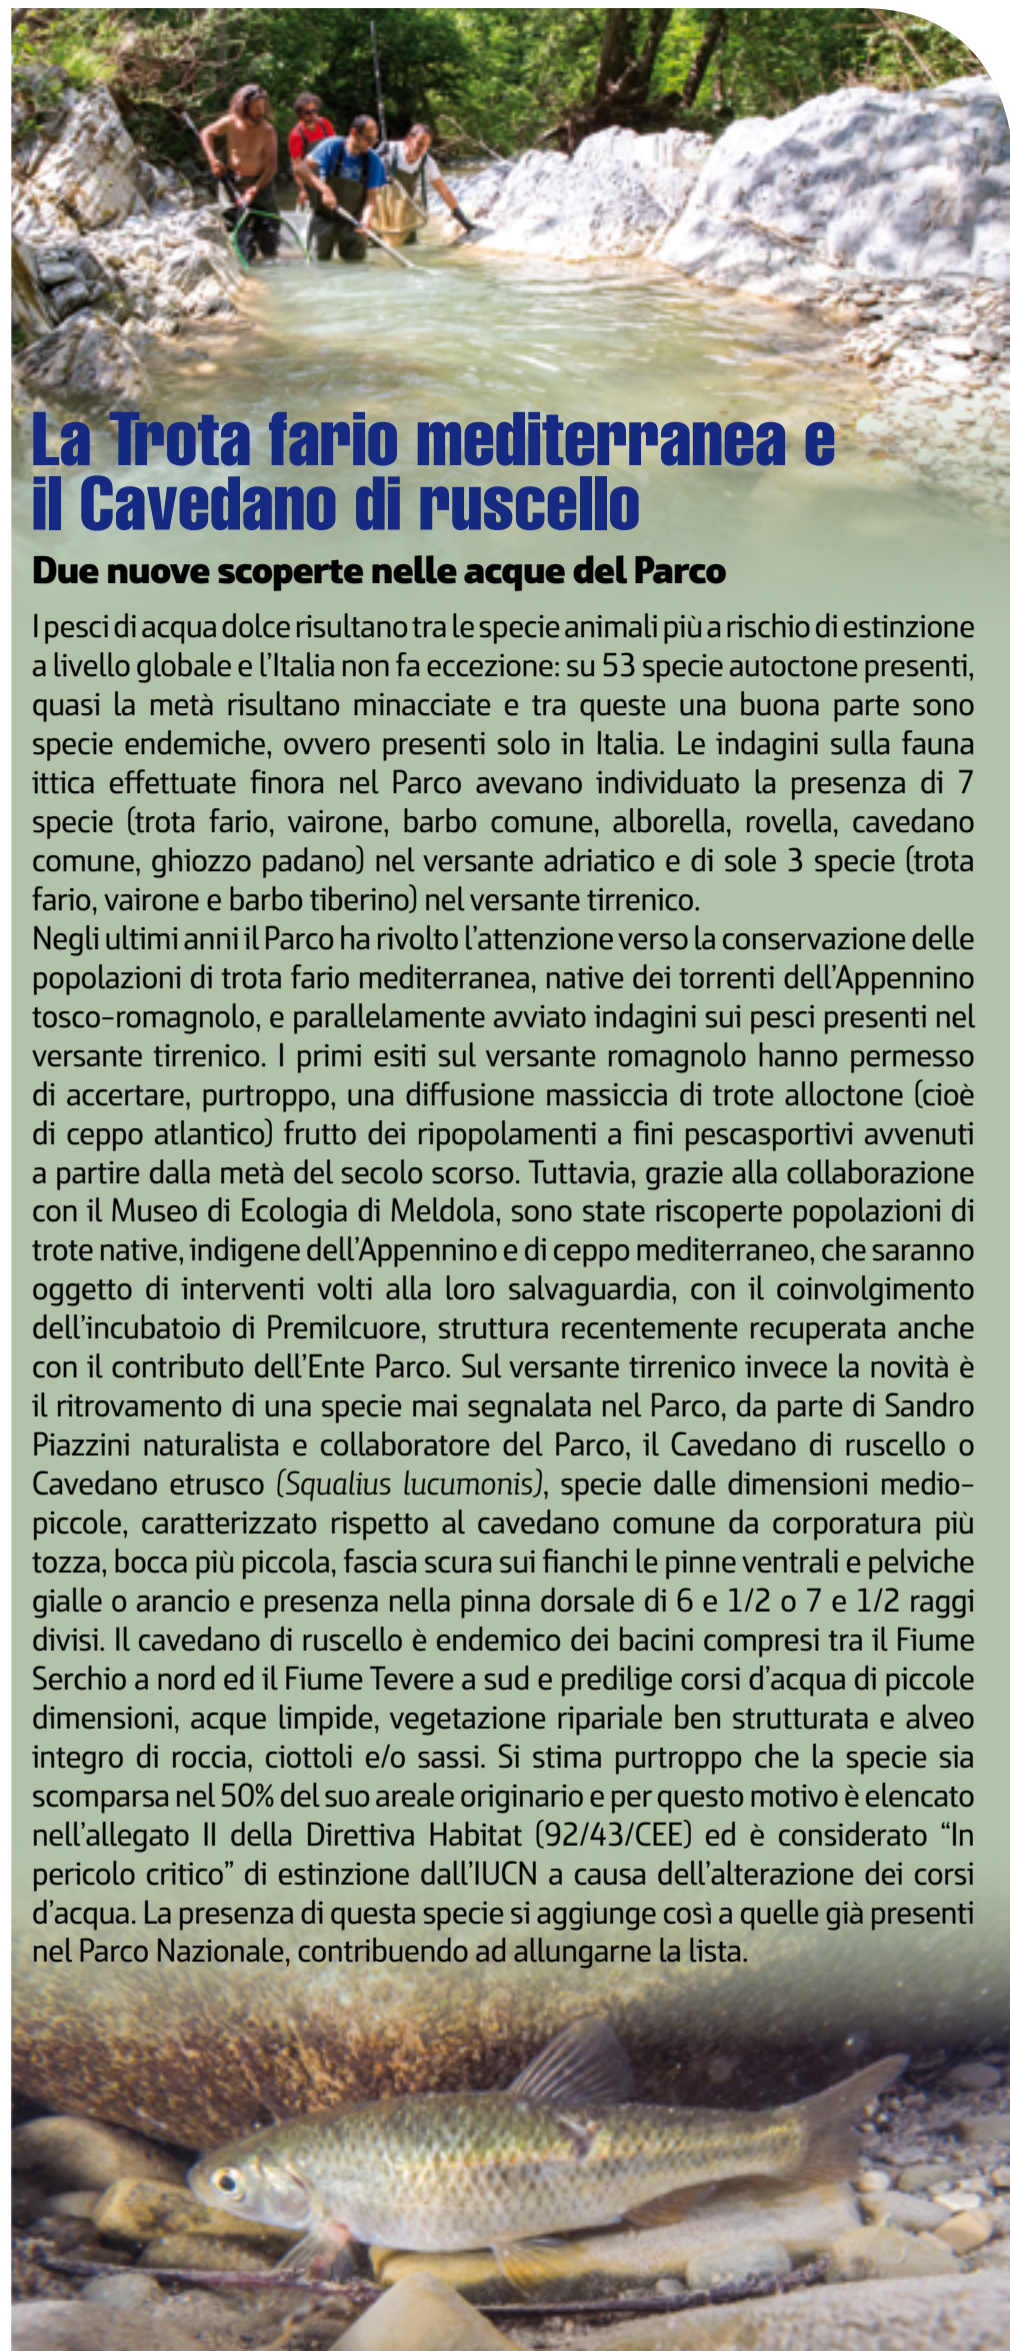 La Trota fario mediterranea e
il Cavedano di ruscello
Due nuove scoperte nelle acque del Parco
I pesci di acqua dolce risultano tra le specie animali più a rischio di estinzione
a livello globale e l'Italia non fa eccezione: su 53 specie autoctone presenti,
quasi la metà risultano minacciate e tra queste una buona parte sono
specie endemiche, ovvero presenti solo in Italia. Le indagini sulla fauna
ittica effettuate finora nel Parco avevano individuato la presenza di 7
specie (trota fario, vairone, barbo comune, alborella, rovella, cavedano
comune, ghiozzo padano) nel versante adriatico e di sole 3 specie (trota
fario, vairone e barbo tiberino) nel versante tirrenico.
Negli ultimi anni il Parco ha rivolto l'attenzione verso la conservazione delle
popolazioni di trota fario mediterranea, native dei torrenti dell'Appennino
tosco-romagnolo, e parallelamente avviato indagini sui pesci presenti nel
versante tirrenico. I primi esiti sul versante romagnolo hanno permesso
di accertare, purtroppo, una diffusione massiccia di trote alloctone (cioè
di ceppo atlantico) frutto dei ripopolamenti a fini pescasportivi avvenuti
a partire dalla metà del secolo scorso. Tuttavia, grazie alla collaborazione
con il Museo di Ecologia di Meldola, sono state riscoperte popolazioni di
trote native, indigene dell'Appennino e di ceppo mediterraneo, che saranno
oggetto di interventi volti alla loro salvaguardia, con il coinvolgimento
dell'incubatoio di Premilcuore, struttura recentemente recuperata anche
con il contributo dell'Ente Parco. Sul versante tirrenico invece la novità è
il ritrovamento di una specie mai segnalata nel Parco, da parte di Sandro
Piazzini naturalista e collaboratore del Parco, il Cavedano di ruscello o
Cavedano etrusco (Squalius lucumonis), specie dalle dimensioni medio-
piccole, caratterizzato rispetto al cavedano comune da corporatura più
tozza, bocca più piccola, fascia scura sui fianchi le pinne ventrali e pelviche
gialle o arancio e presenza nella pinna dorsale di 6 e 1/2 o 7 e 1/2 raggi
divisi. Il cavedano di ruscello è endemico dei bacini compresi tra il Fiume
Serchio a nord ed il Fiume Tevere a sud e predilige corsi d'acqua di piccole
dimensioni, acque limpide, vegetazione ripariale ben strutturata e alveo
integro di roccia, ciottoli e/o sassi. Si stima purtroppo che la specie sia
scomparsa nel 50% del suo areale originario e per questo motivo è elencato
nell'allegato II della Direttiva Habitat (92/43/CEE) ed è considerato "In
pericolo critico" di estinzione dall'IUCN a causa dell'alterazione dei corsi
d'acqua. La presenza di questa specie si aggiunge così a quelle già presenti
nel Parco Nazionale, contribuendo ad allungarne la lista.